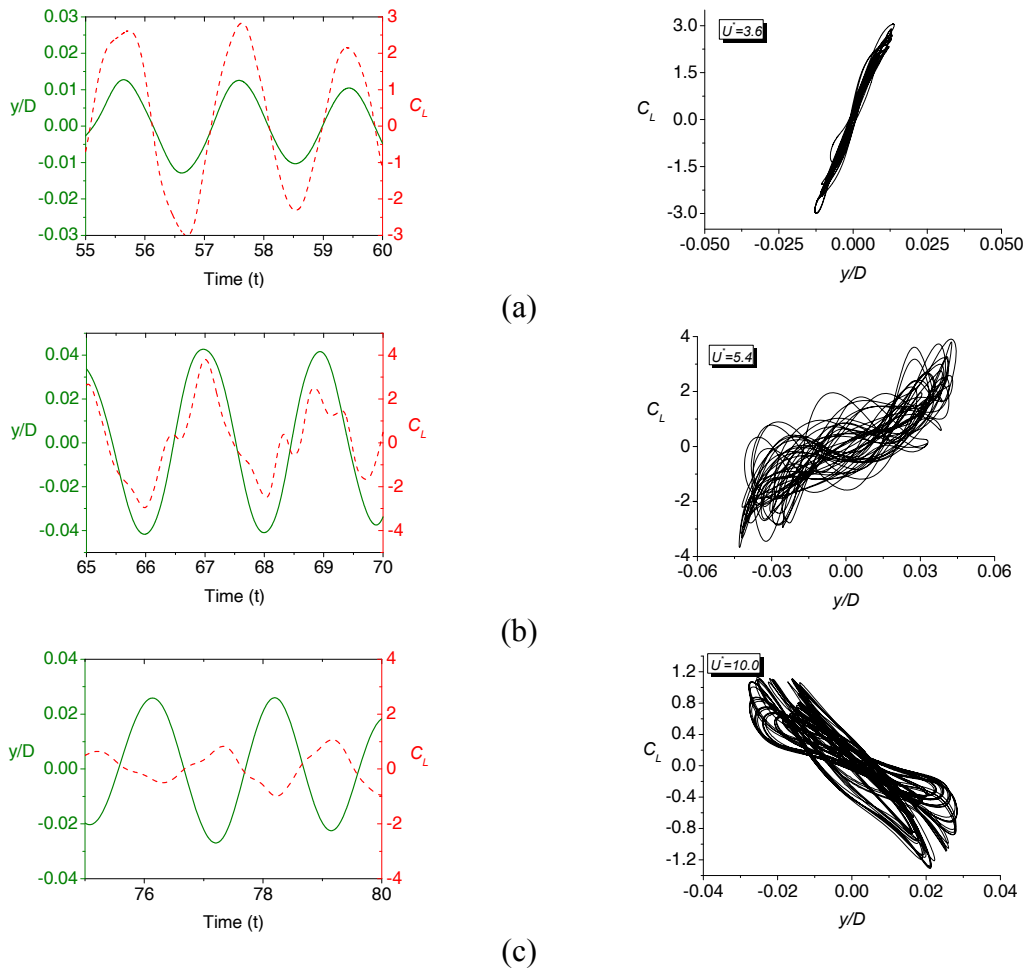 0.03
0.02
0.01
0.00
-0.01
-0.02
-0.03
y/D
3
2
1
0
-1
-2
-3
C_L
55 56 57 58 59 60
Time (t)
U*=3.6
3.0
1.5
0.0
-1.5
-3.0
C_L
-0.050 -0.025 0.000 0.025 0.050
y/D
(a)
0.04
0.02
0.00
-0.02
-0.04
y/D
4
2
0
-2
-4
C_L
65 66 67 68 69 70
Time (t)
U*=5.4
4
2
0
-2
-4
C_L
-0.06 -0.03 0.00 0.03 0.06
y/D
(b)
0.04
0.02
0.00
-0.02
-0.04
y/D
4
2
0
-2
-4
C_L
76 78 80
Time (t)
U*=10.0
1.2
0.8
0.4
0.0
-0.4
-0.8
-1.2
C_L
-0.04 -0.02 0.00 0.02 0.04
y/D
(c)